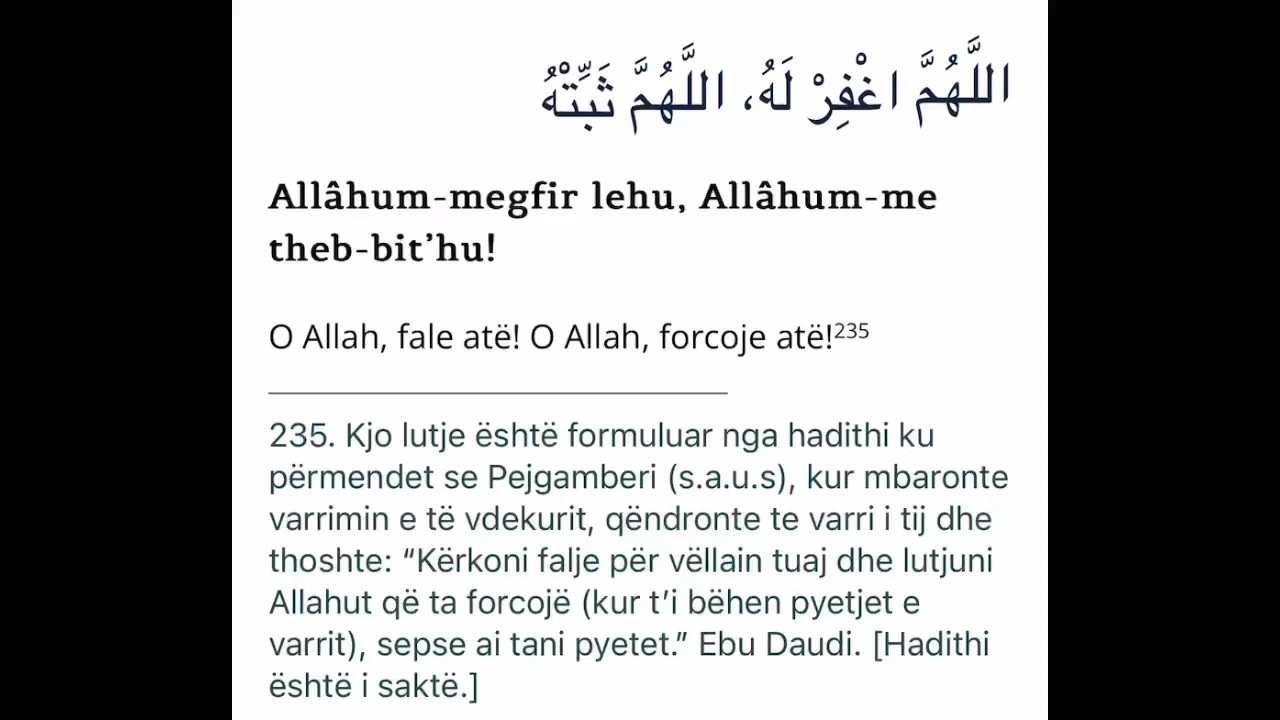 اللَّهُمَّ اغْفِرْ لَهُ، اللَّهُمَّ ثَبِّتْهُ
Allâhum-megfir lehu, Allâhum-me
theb-bit’hu!
O Allah, fale atë! O Allah, forcoje atë!²³⁵
235. Kjo lutje është formuluar nga hadithi ku
përmendet se Pejgamberi (s.a.u.s), kur mbaronte
varrimin e të vdekurit, qëndronte te varri i tij dhe
thoshte: “Kërkoni falje për vëllain tuaj dhe lutjuni
Allahut që ta forcojë (kur t’i bëhen pyetjet e
varrit), sepse ai tani pyetet.” Ebu Daudi. [Hadithi
është i saktë.]